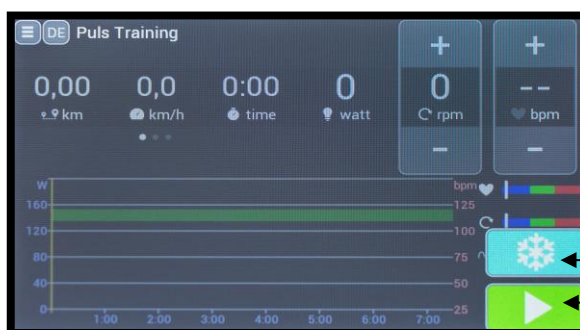 DE Puls Training
+ +
0,00 0,0 0:00 0 0 --
km km/h time watt rpm bpm
- -
W bpm
160 125
120 100
80 75
40 50
0 25
1:00 2:00 3:00 4:00 5:00 6:00 7:00